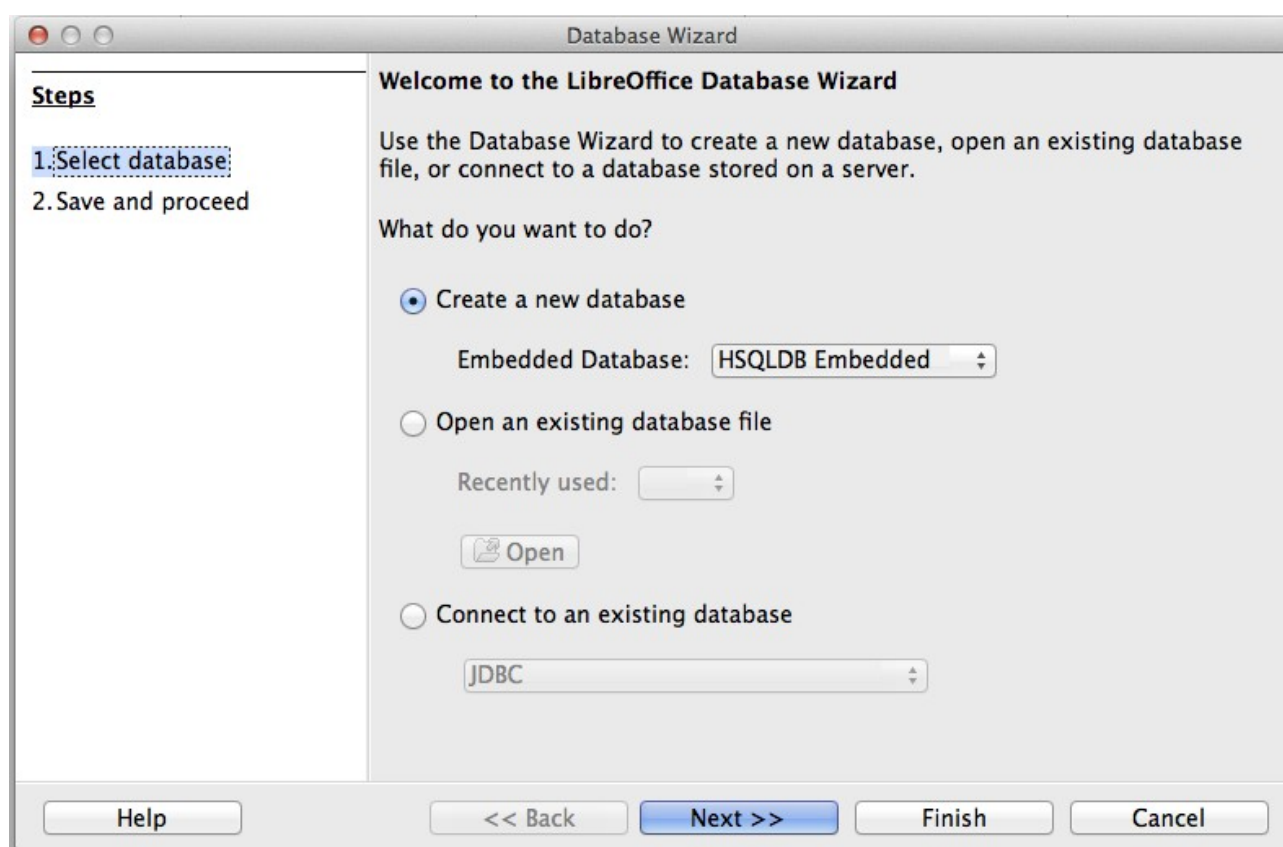 Database Wizard
Steps
1. Select database
2. Save and proceed
Welcome to the LibreOffice Database Wizard
Use the Database Wizard to create a new database, open an existing database
file, or connect to a database stored on a server.
What do you want to do?
Create a new database
Embedded Database: HSQLDB Embedded
Open an existing database file
Recently used:
Open
Connect to an existing database
JDBC
Help << Back Next >> Finish Cancel